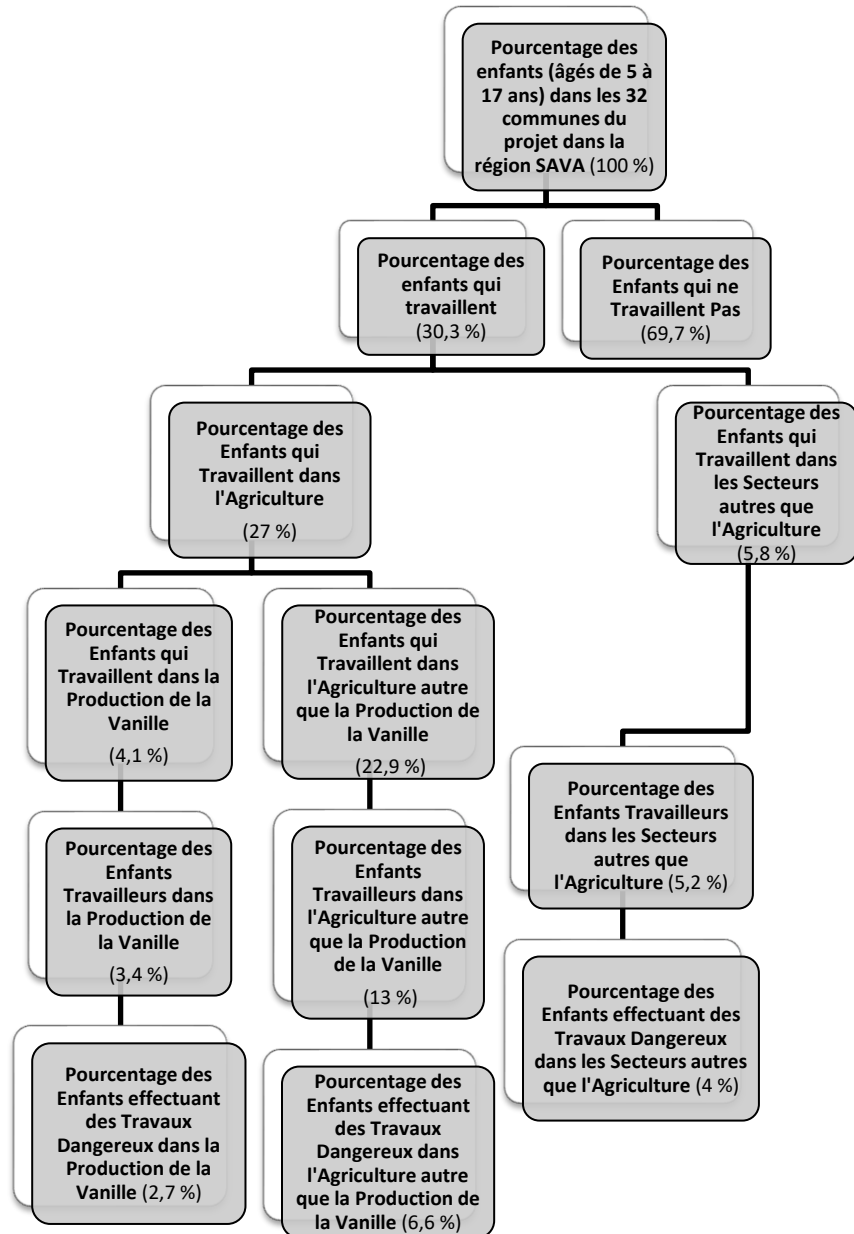 Pourcentage des
enfants (âgés de 5 à
17 ans) dans les 32
communes du
projet dans la
région SAVA (100 %)
Pourcentage des
enfants qui
travaillent
(30,3 %)
Pourcentage des
Enfants qui ne
Travaillent Pas
(69,7 %)
Pourcentage des
Enfants qui
Travaillent dans
l'Agriculture
(27 %)
Pourcentage des
Enfants qui
Travaillent dans
les Secteurs
autres que
l'Agriculture
(5,8 %)
Pourcentage des
Enfants qui
Travaillent dans la
Production de la
Vanille
(4,1 %)
Pourcentage des
Enfants qui
Travaillent dans
l'Agriculture autre
que la Production de
la Vanille
(22,9 %)
Pourcentage des
Enfants Travailleurs
dans les Secteurs
autres que
l'Agriculture (5,2 %)
Pourcentage des
Enfants
Travailleurs dans
la Production de
la Vanille
(3,4 %)
Pourcentage des
Enfants
Travailleurs dans
l'Agriculture autre
que la Production
de la Vanille
(13 %)
Pourcentage des
Enfants effectuant des
Travaux Dangereux
dans les Secteurs autres
que l'Agriculture (4 %)
Pourcentage des
Enfants effectuant
des Travaux
Dangereux dans la
Production de la
Vanille (2,7 %)
Pourcentage des
Enfants effectuant
des Travaux
Dangereux dans
l'Agriculture autre
que la Production de
la Vanille (6,6 %)